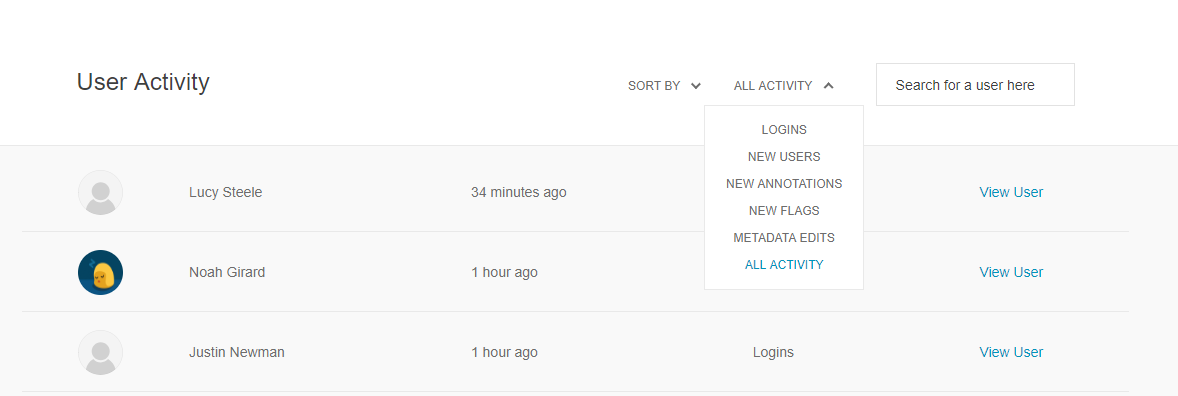 User Activity
SORT BY
ALL ACTIVITY
Search for a user here
LOGINS
NEW USERS
NEW ANNOTATIONS
NEW FLAGS
METADATA EDITS
ALL ACTIVITY
Lucy Steele 34 minutes ago View User
Noah Girard 1 hour ago View User
Justin Newman 1 hour ago Logins View User